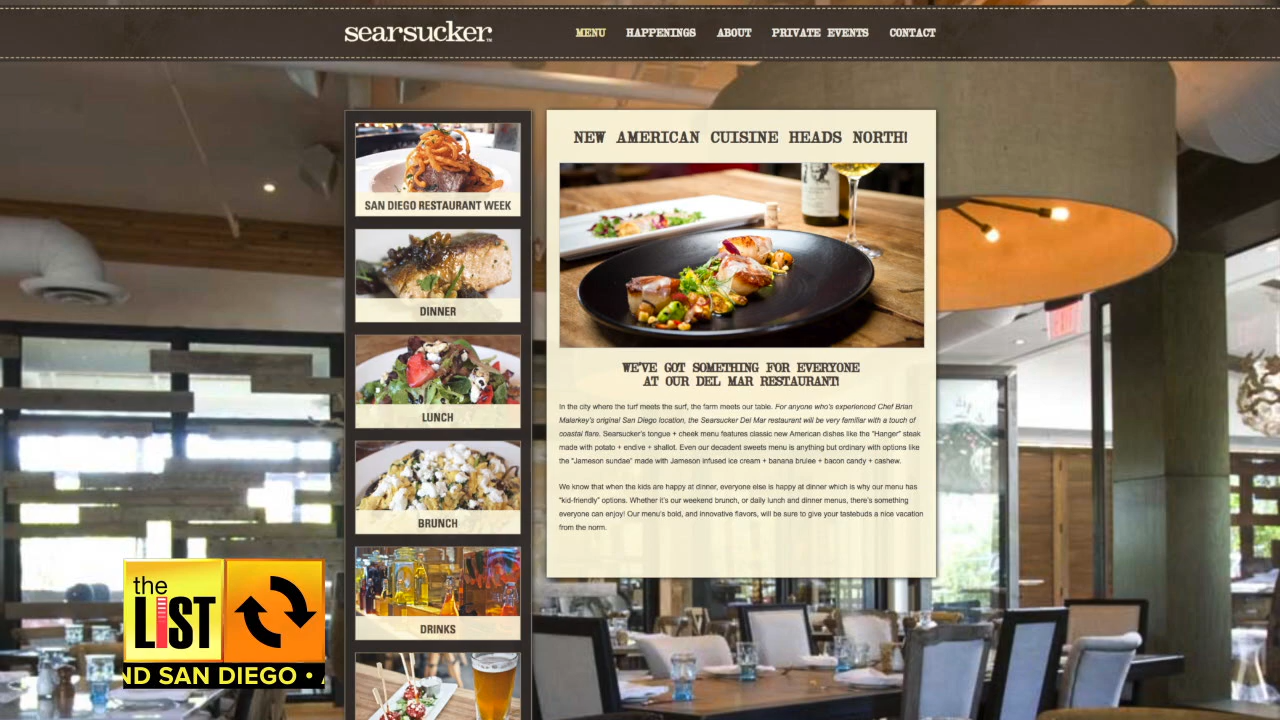 searsucker™
MENU HAPPENINGS ABOUT PRIVATE EVENTS CONTACT
SAN DIEGO RESTAURANT WEEK
DINNER
LUNCH
BRUNCH
DRINKS
NEW AMERICAN CUISINE HEADS NORTH!
WE'VE GOT SOMETHING FOR EVERYONE
AT OUR DEL MAR RESTAURANT!
In the city where the turf meets the surf, the farm meets our table. For anyone who's experienced Chef Brian
Malarkey's original San Diego location, the Searsucker Del Mar restaurant will be very familiar with a touch of
coastal flare. Searsucker's tongue + cheek menu features classic new American dishes like the "Hanger" steak
made with potato + endive + shallot. Even our decadent sweets menu is anything but ordinary with options like
the "Jameson sundae" made with Jameson infused ice cream + banana brulee + bacon candy + cashew.
We know that when the kids are happy at dinner, everyone else is happy at dinner which is why our menu has
"kid-friendly" options. Whether it's our weekend brunch, or daily lunch and dinner menus, there's something
everyone can enjoy! Our menu's bold, and innovative flavors, will be sure to give your tastebuds a nice vacation
from the norm.
the
LIST
ND SAN DIEGO •